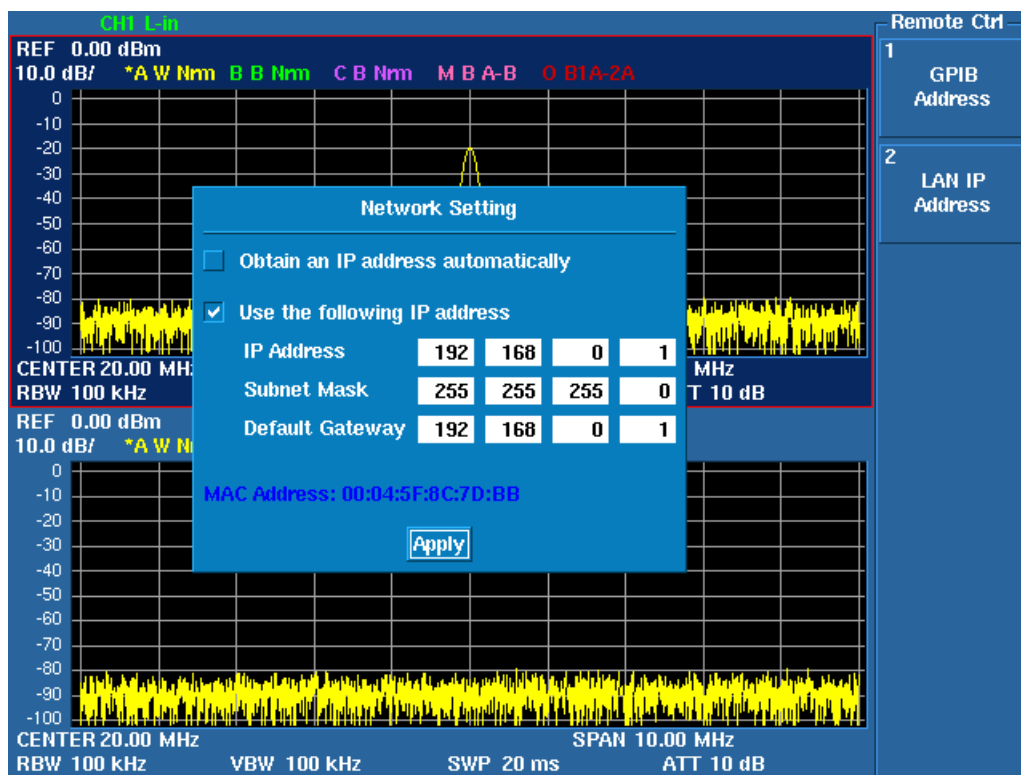 CH1 L-in
REF 0.00 dBm
10.0 dB/ *A W Nrm B B Nrm C B Nrm M B A-B O B1A-2A
0
-10
-20
-30
-40
-50
-60
-70
-80
-90
-100
CENTER 20.00 MH
MHz
RBW 100 kHz
T 10 dB
Network Setting
Obtain an IP address automatically
Use the following IP address
IP Address 192 168 0 1
Subnet Mask 255 255 255 0
Default Gateway 192 168 0 1
MAC Address: 00:04:5F:8C:7D:BB
Apply
REF 0.00 dBm
10.0 dB/ *A W N
0
-10
-20
-30
-40
-50
-60
-70
-80
-90
-100
CENTER 20.00 MHz SPAN 10.00 MHz
RBW 100 kHz VBW 100 kHz SWP 20 ms ATT 10 dB
Remote Ctrl
1
GPIB
Address
2
LAN IP
Address